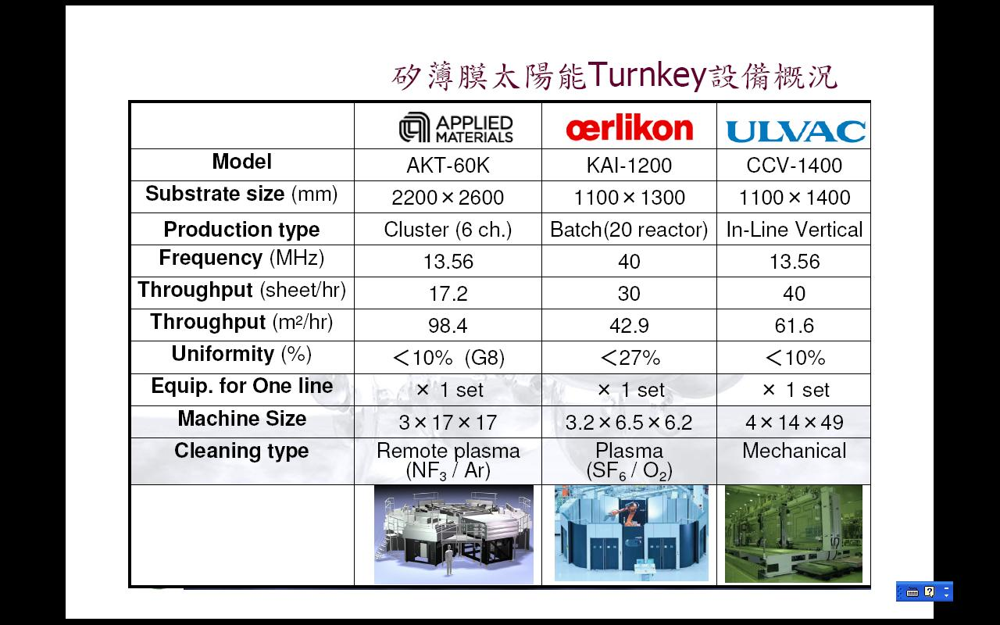 矽薄膜太陽能Turnkey設備概況
APPLIED MATERIALS œrlikon ULVAC
Model AKT-60K KAI-1200 CCV-1400
Substrate size (mm) 2200×2600 1100×1300 1100×1400
Production type Cluster (6 ch.) Batch(20 reactor) In-Line Vertical
Frequency (MHz) 13.56 40 13.56
Throughput (sheet/hr) 17.2 30 40
Throughput (m²/hr) 98.4 42.9 61.6
Uniformity (%) <10% (G8) <27% <10%
Equip. for One line × 1 set × 1 set × 1 set
Machine Size 3×17×17 3.2×6.5×6.2 4×14×49
Cleaning type Remote plasma (NF₃ / Ar) Plasma (SF₆ / O₂) Mechanical